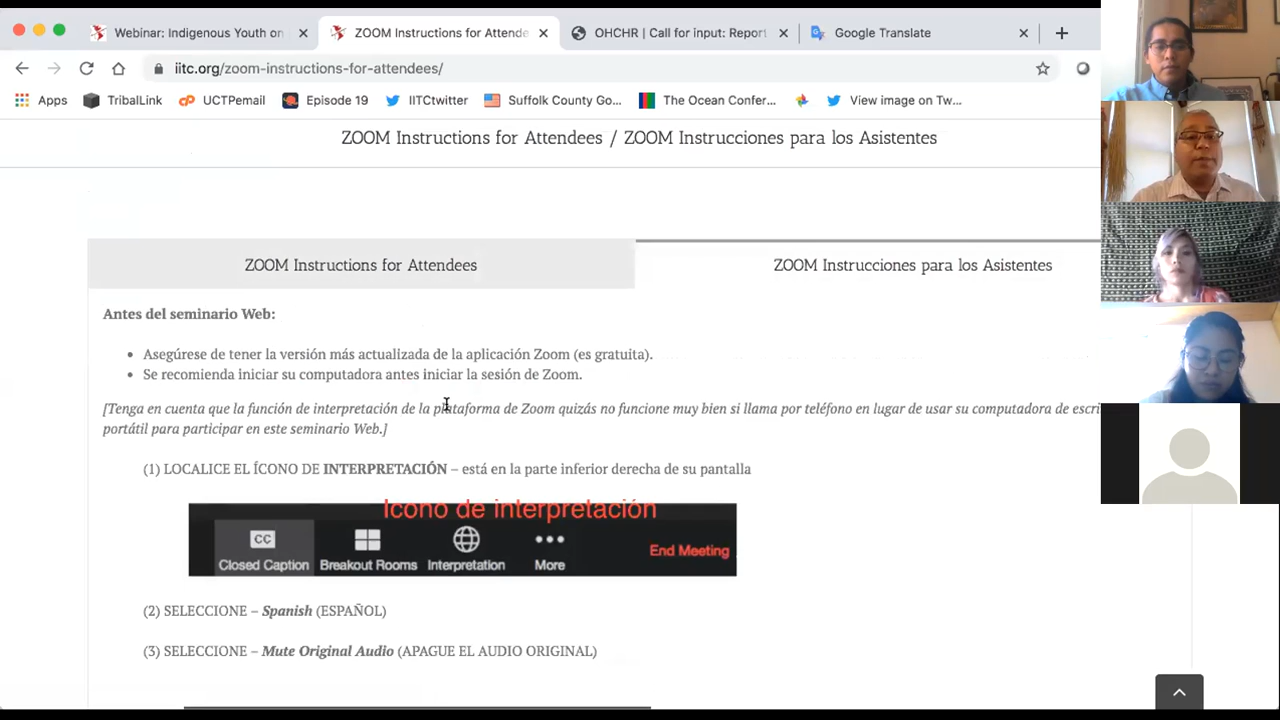 Webinar: Indigenous Youth on
ZOOM Instructions for Attende
OHCHR | Call for input: Report
Google Translate
iitc.org/zoom-instructions-for-attendees/
Apps
TribalLink
UCTPemail
Episode 19
IITCtwitter
Suffolk County Go...
The Ocean Confer...
View image on Tw...
ZOOM Instructions for Attendees / ZOOM Instrucciones para los Asistentes
ZOOM Instructions for Attendees
ZOOM Instrucciones para los Asistentes
Antes del seminario Web:
• Asegúrese de tener la versión más actualizada de la aplicación Zoom (es gratuita).
• Se recomienda iniciar su computadora antes iniciar la sesión de Zoom.
[Tenga en cuenta que la función de interpretación de la plataforma de Zoom quizás no funcione muy bien si llama por teléfono en lugar de usar su computadora de escri
portátil para participar en este seminario Web.]
(1) LOCALICE EL ÍCONO DE INTERPRETACIÓN – está en la parte inferior derecha de su pantalla
Icono de interpretación
CC
Closed Caption
Breakout Rooms
Interpretation
More
End Meeting
(2) SELECCIONE – Spanish (ESPAÑOL)
(3) SELECCIONE – Mute Original Audio (APAGUE EL AUDIO ORIGINAL)